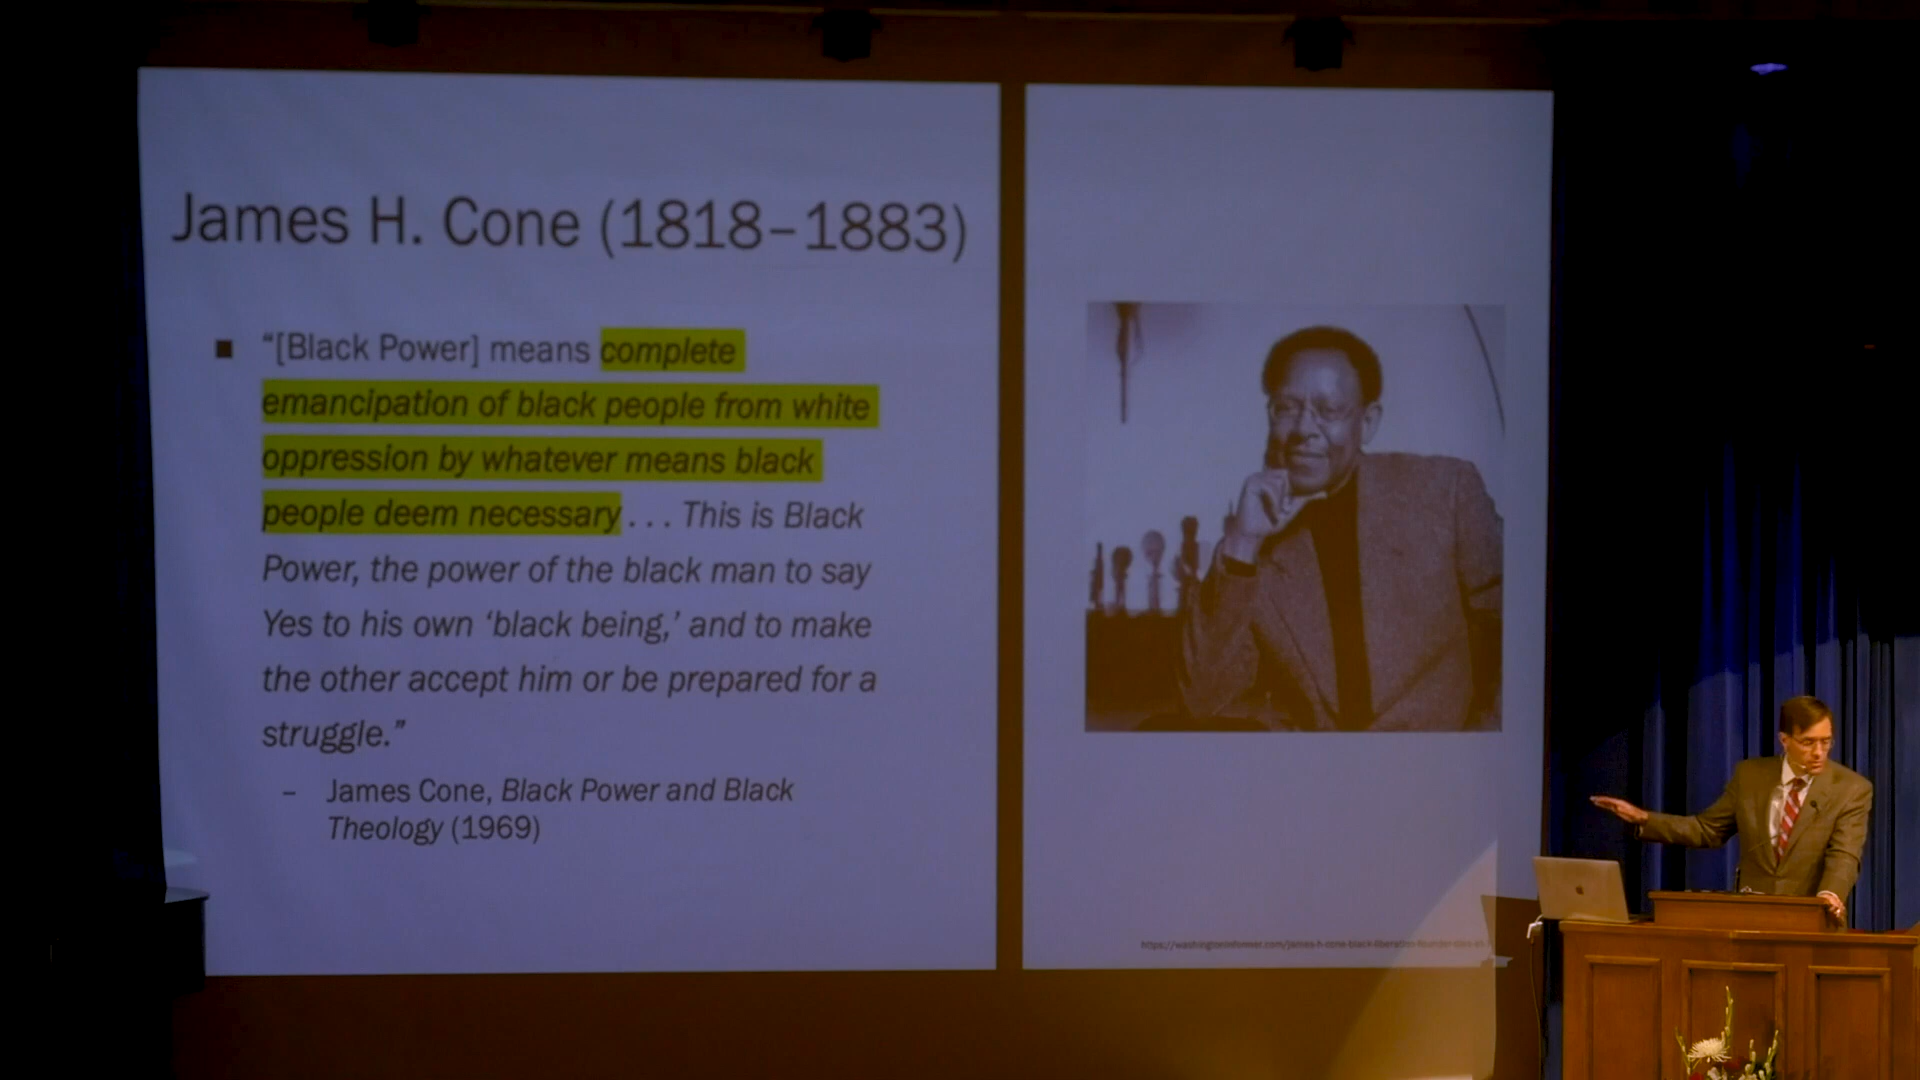 James H. Cone (1818–1883)
■ “[Black Power] means complete
emancipation of black people from white
oppression by whatever means black
people deem necessary . . . This is Black
Power, the power of the black man to say
Yes to his own ‘black being,’ and to make
the other accept him or be prepared for a
struggle.”
– James Cone, Black Power and Black
Theology (1969)